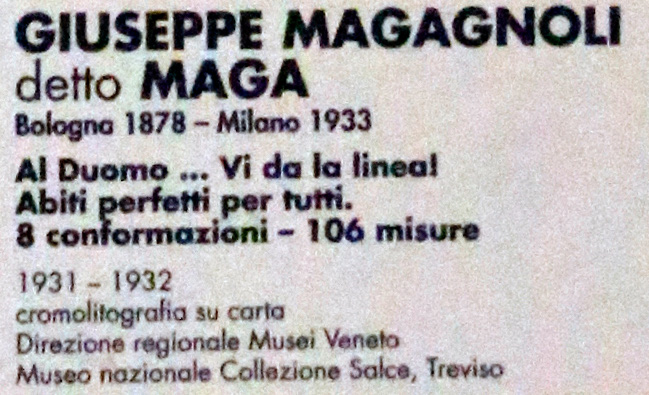 GIUSEPPE MAGAGNOLI
detto MAGA
Bologna 1878 – Milano 1933
Al Duomo ... Vi da la linea!
Abiti perfetti per tutti.
8 conformazioni – 106 misure
1931 – 1932
cromolitografia su carta
Direzione regionale Musei Veneto
Museo nazionale Collezione Salce, Treviso